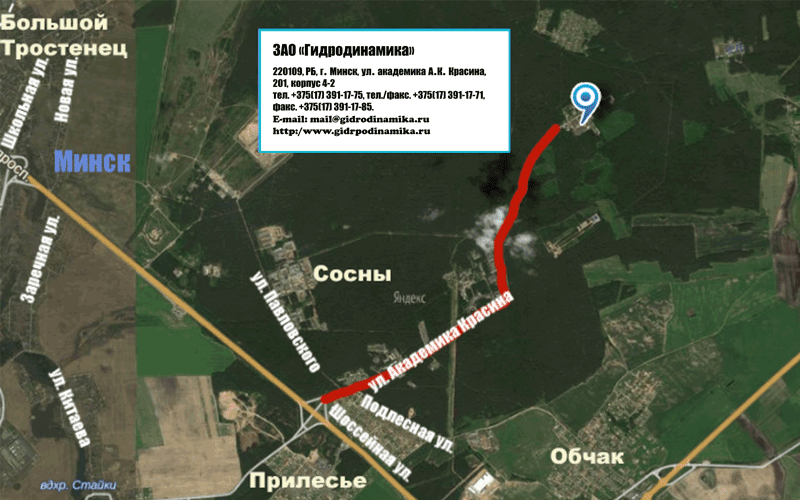 Большой
Тростенец
Школьная ул.
Новая ул.
ЗАО «Гидродинамика»
220109, РБ, г. Минск, ул. академика А.К. Красина,
201, корпус 4-2
тел. +375(17) 391-17-75, тел./факс. +375(17) 391-17-71,
факс. +375(17) 391-17-85.
E-mail: mail@gidrodinamika.ru
http:/www.gidrpodinamika.ru
просп.
Минск
Заречная ул.
Сосны
Яндекс
ул. Павловского
ул. Академика Красина
ул. Китаева
Подлесная ул.
Шоссейная ул.
Обчак
Прилесье
вдхр. Стайки